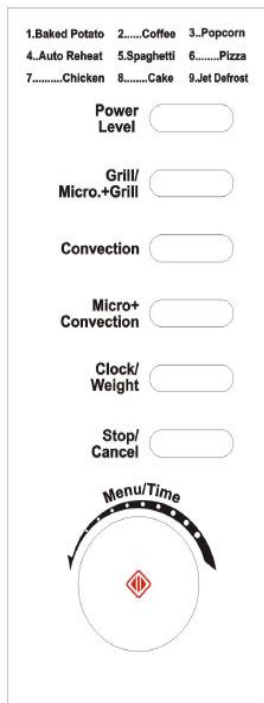 1.Baked Potato 2......Coffee 3..Popcorn
4..Auto Reheat 5.Spaghetti 6........Pizza
7..........Chicken 8........Cake 9.Jet Defrost
Power
Level
Grill/
Micro.+Grill
Convection
Micro+
Convection
Clock/
Weight
Stop/
Cancel
Menu/Time